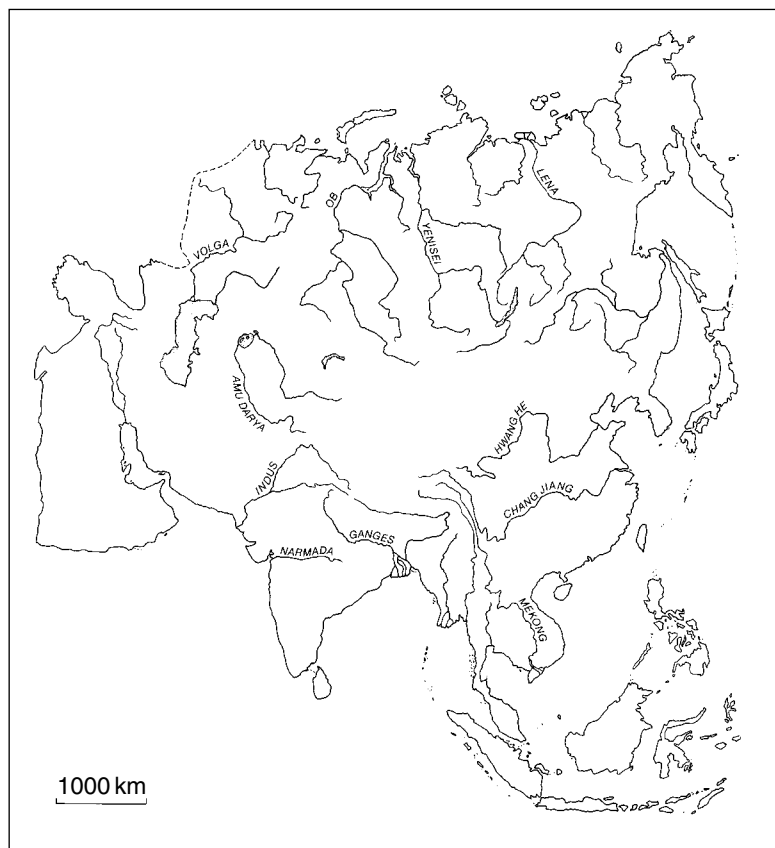 LENA
OB
YENISEI
VOLGA
AMU DARYA
HWANG HE
INDUS
CHANG JIANG
GANGES
NARMADA
MEKONG
1000 km